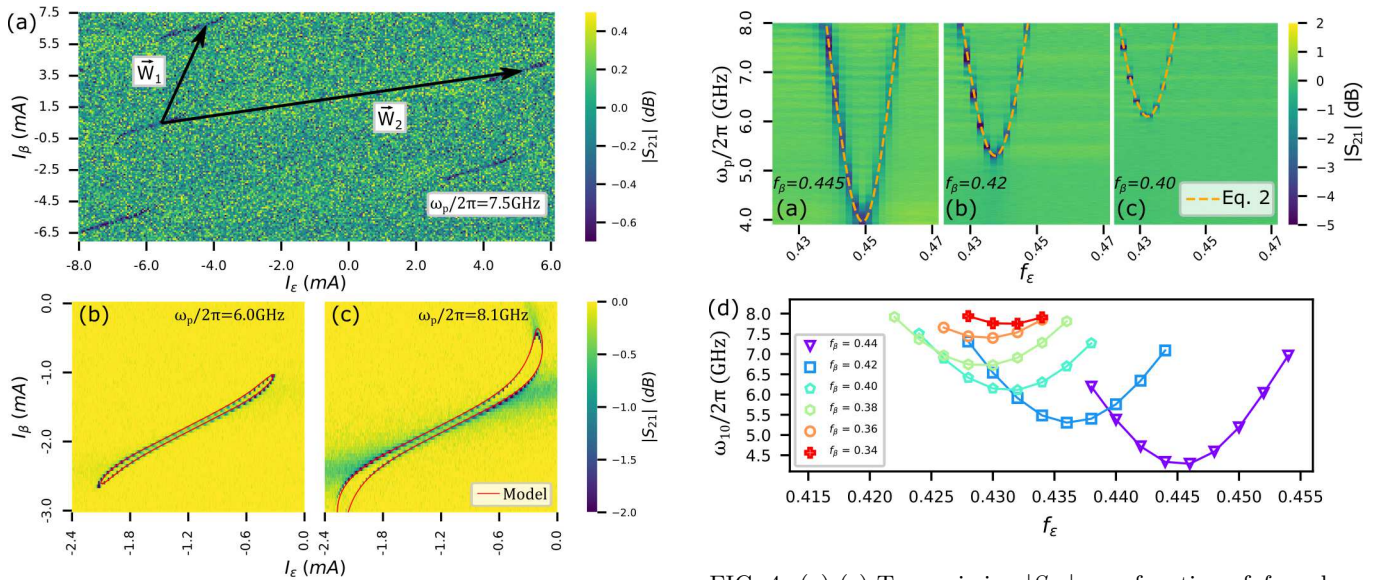 (a)
7.5
5.5
3.5
1.5
-0.5
-2.5
-4.5
-6.5
I_β (mA)
W⃗₁
W⃗₂
ω_p/2π=7.5GHz
-8.0 -6.0 -4.0 -2.0 0.0 2.0 4.0 6.0
I_ε (mA)
0.4
0.2
0.0
-0.2
-0.4
-0.6
|S₂₁| (dB)
(b) ω_p/2π=6.0GHz
(c) ω_p/2π=8.1GHz
0.0
-1.0
-2.0
-3.0
I_β (mA)
Model
-2.4 -1.8 -1.2 -0.6 0.0
-2.4 -1.8 -1.2 -0.6 0.0
I_ε (mA)
0.0
-0.5
-1.0
-1.5
-2.0
|S₂₁| (dB)
8.0
7.0
6.0
5.0
4.0
ω_p/2π (GHz)
f_β=0.445
(a)
f_β=0.42
(b)
f_β=0.40
(c)
Eq. 2
0.43 0.45 0.47
0.43 0.45 0.47
0.43 0.45 0.47
f_ε
2
1
0
-1
-2
-3
-4
-5
|S₂₁| (dB)
(d)
8.0
7.5
7.0
6.5
6.0
5.5
5.0
4.5
ω₁₀/2π (GHz)
f_β = 0.44
f_β = 0.42
f_β = 0.40
f_β = 0.38
f_β = 0.36
f_β = 0.34
0.415 0.420 0.425 0.430 0.435 0.440 0.445 0.450 0.455
f_ε